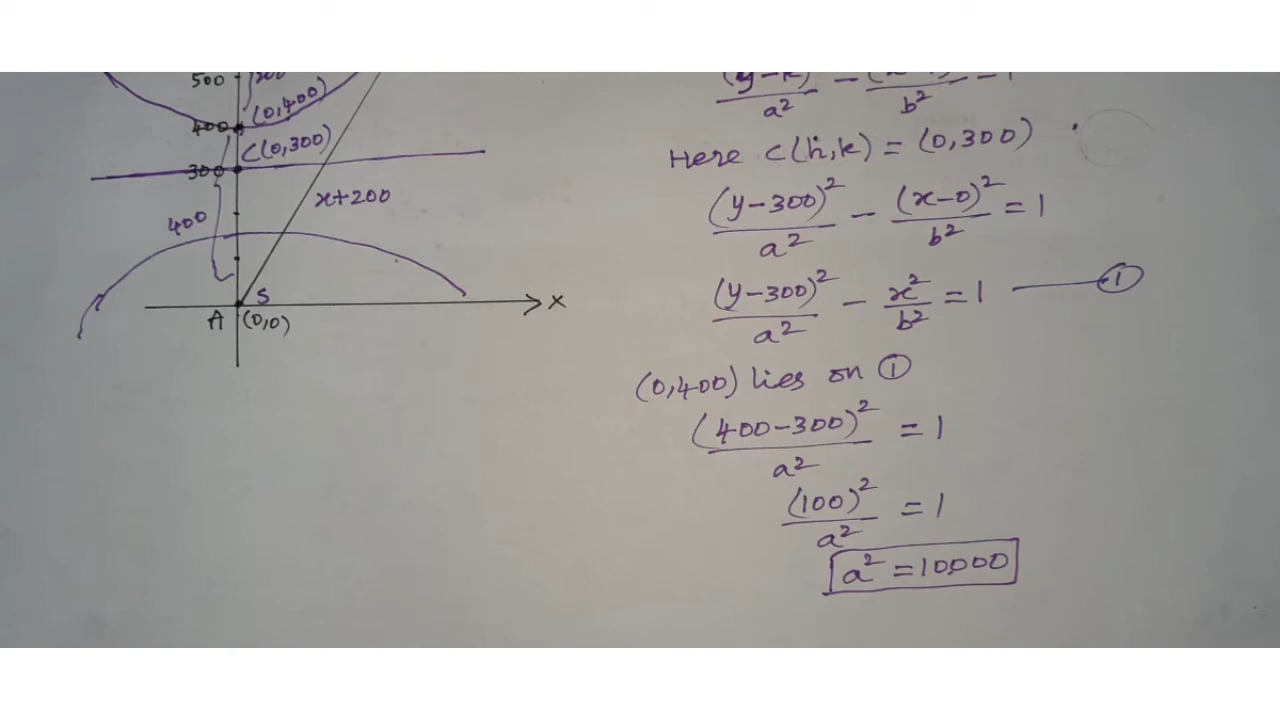 500
200
(0,400)
400
C(0,300)
300
x+200
400
S
X
A (0,0)
(y-k)
a² - b² = 1
Here C(h,k) = (0,300)
(y-300)²/a² - (x-0)²/b² = 1
(y-300)²/a² - x²/b² = 1 —— ①
(0,400) lies on ①
(400-300)²/a² = 1
(100)²/a² = 1
a² = 10000